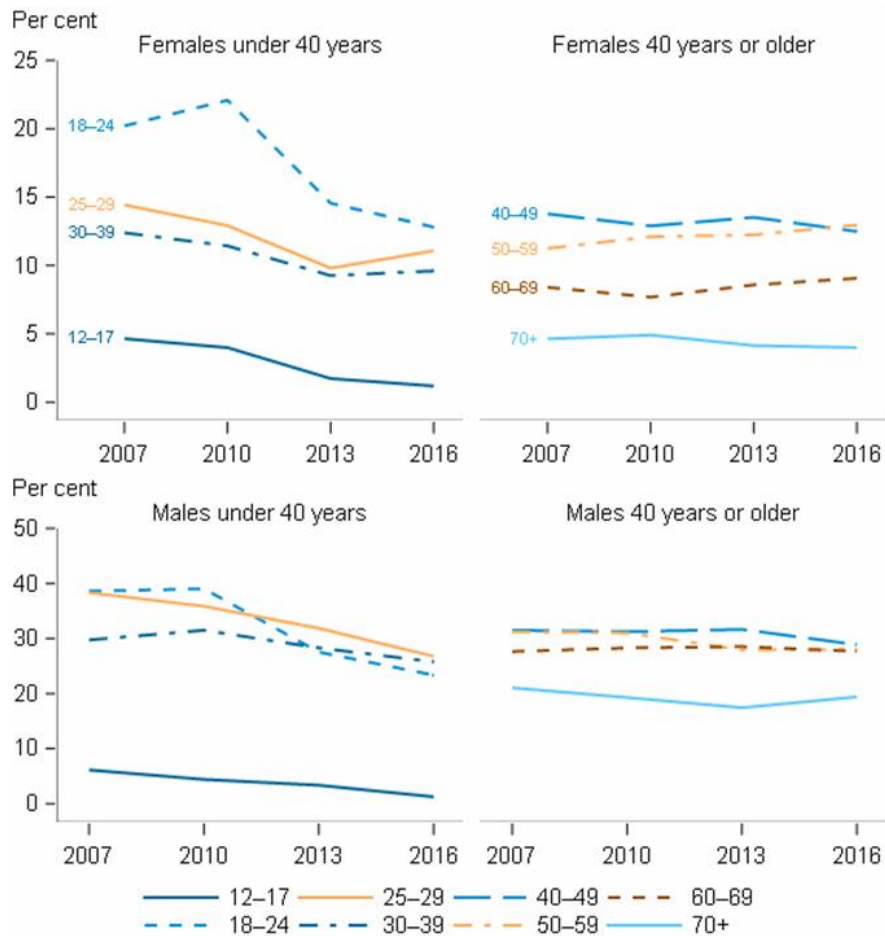 Per cent
Females under 40 years
Females 40 years or older
25
20
15
10
5
0
18–24
25–29
30–39
12–17
40–49
50–59
60–69
70+
2007 2010 2013 2016
2007 2010 2013 2016
Per cent
Males under 40 years
Males 40 years or older
50
40
30
20
10
0
2007 2010 2013 2016
2007 2010 2013 2016
12–17 25–29 40–49 60–69
18–24 30–39 50–59 70+